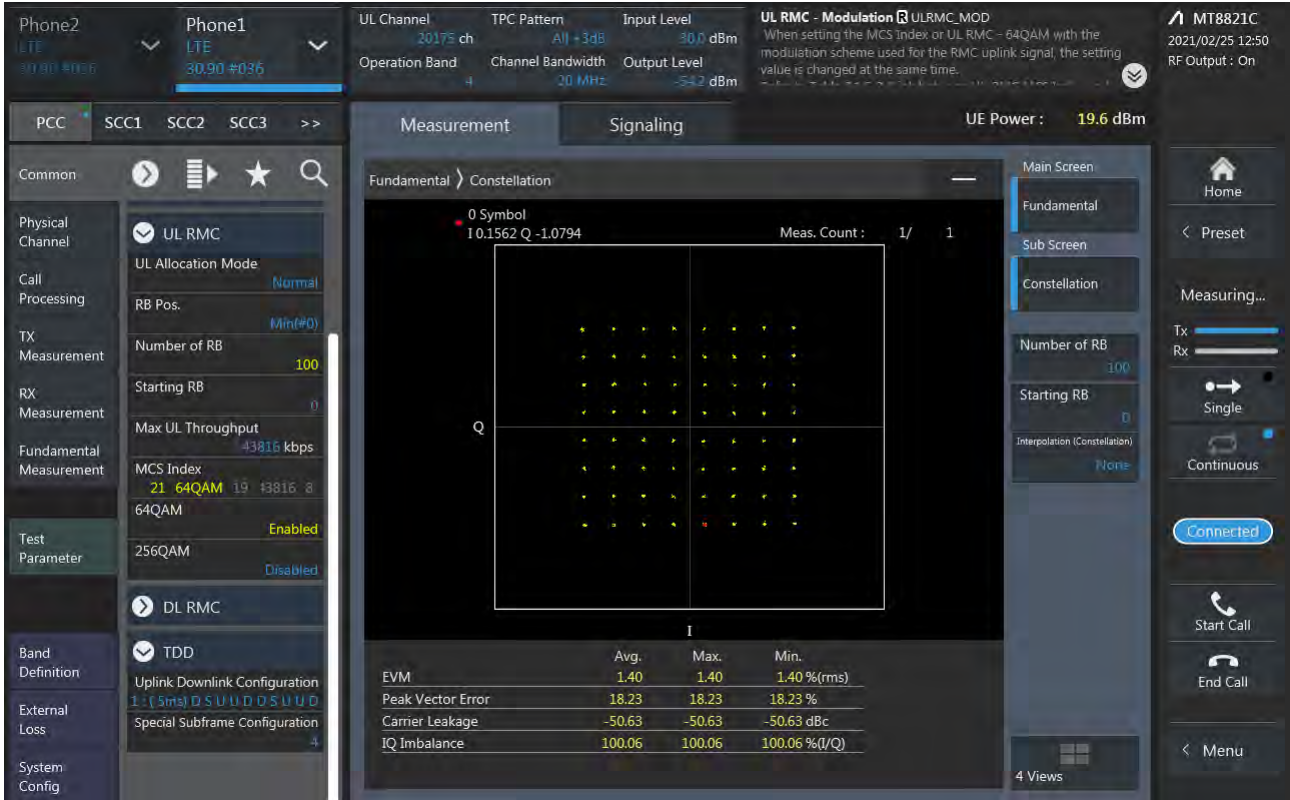 Phone2
LTE
30.90 #036
Phone1
LTE
30.90 #036
UL Channel
20175 ch
Operation Band
4
TPC Pattern
All +3dB
Channel Bandwidth
20 MHz
Input Level
30.0 dBm
Output Level
-54.2 dBm
UL RMC - Modulation R ULRMC_MOD
When setting the MCS Index or UL RMC - 64QAM with the
modulation scheme used for the RMC uplink signal, the setting
value is changed at the same time.
MT8821C
2021/02/25 12:50
RF Output : On
PCC SCC1 SCC2 SCC3 >>
Measurement
Signaling
UE Power : 19.6 dBm
Common
Physical
Channel
Call
Processing
TX
Measurement
RX
Measurement
Fundamental
Measurement
Test
Parameter
Band
Definition
External
Loss
System
Config
UL RMC
UL Allocation Mode
Normal
RB Pos.
Min(#0)
Number of RB
100
Starting RB
0
Max UL Throughput
43816 kbps
MCS Index
21 64QAM 19 43816 8
64QAM
Enabled
256QAM
Disabled
DL RMC
TDD
Uplink Downlink Configuration
1 : ( 5ms) D S U U D D S U U D
Special Subframe Configuration
4
Fundamental 〉 Constellation
0 Symbol
I 0.1562 Q -1.0794
Meas. Count : 1/ 1
Q
I
Avg. Max. Min.
EVM 1.40 1.40 1.40 %(rms)
Peak Vector Error 18.23 18.23 18.23 %
Carrier Leakage -50.63 -50.63 -50.63 dBc
IQ Imbalance 100.06 100.06 100.06 %(I/Q)
Main Screen
Fundamental
Sub Screen
Constellation
Number of RB
100
Starting RB
0
Interpolation (Constellation)
None
4 Views
Home
< Preset
Measuring...
Tx
Rx
Single
Continuous
Connected
Start Call
End Call
< Menu